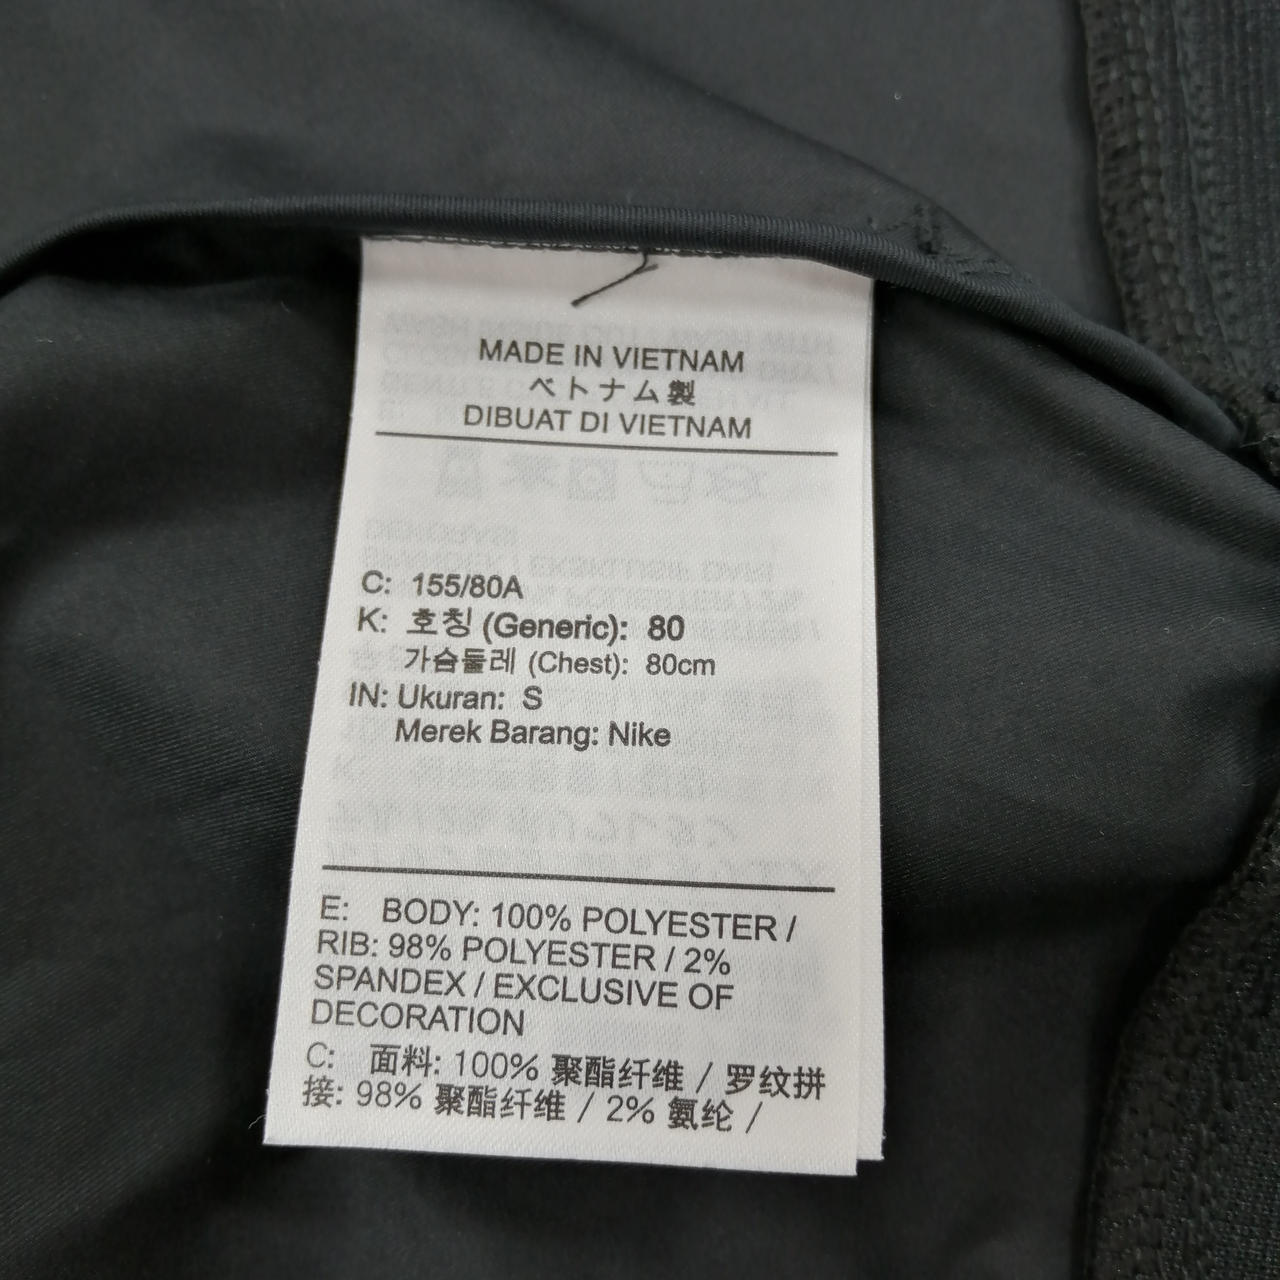 MADE IN VIETNAM
ベトナム製
DIBUAT DI VIETNAM
C: 155/80A
K: 호칭 (Generic): 80
가슴둘레 (Chest): 80cm
IN: Ukuran: S
Merek Barang: Nike
E: BODY: 100% POLYESTER /
RIB: 98% POLYESTER / 2%
SPANDEX / EXCLUSIVE OF
DECORATION
C: 面料: 100% 聚酯纤维 / 罗纹拼
接: 98% 聚酯纤维 / 2% 氨纶 /